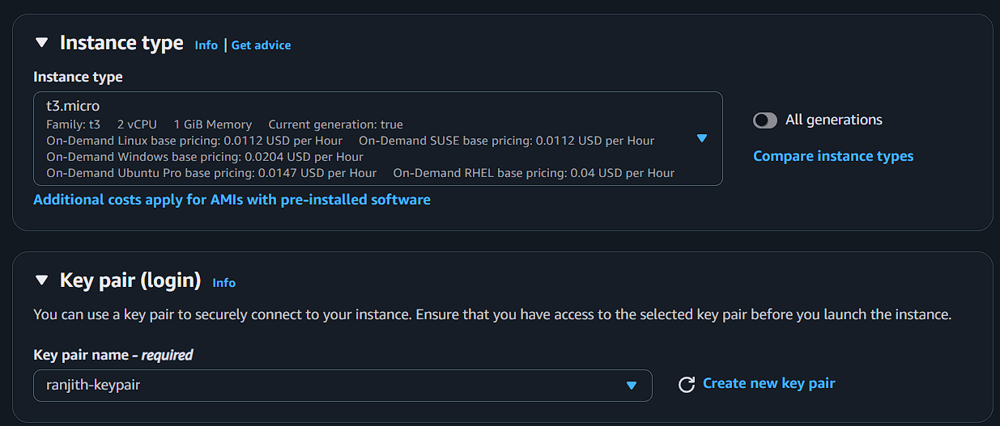 Instance type Info | Get advice
Instance type
t3.micro
Family: t3 2 vCPU 1 GiB Memory Current generation: true
On-Demand Linux base pricing: 0.0112 USD per Hour On-Demand SUSE base pricing: 0.0112 USD per Hour
On-Demand Windows base pricing: 0.0204 USD per Hour
On-Demand Ubuntu Pro base pricing: 0.0147 USD per Hour On-Demand RHEL base pricing: 0.04 USD per Hour
All generations
Compare instance types
Additional costs apply for AMIs with pre-installed software
Key pair (login) Info
You can use a key pair to securely connect to your instance. Ensure that you have access to the selected key pair before you launch the instance.
Key pair name - required
ranjith-keypair
Create new key pair